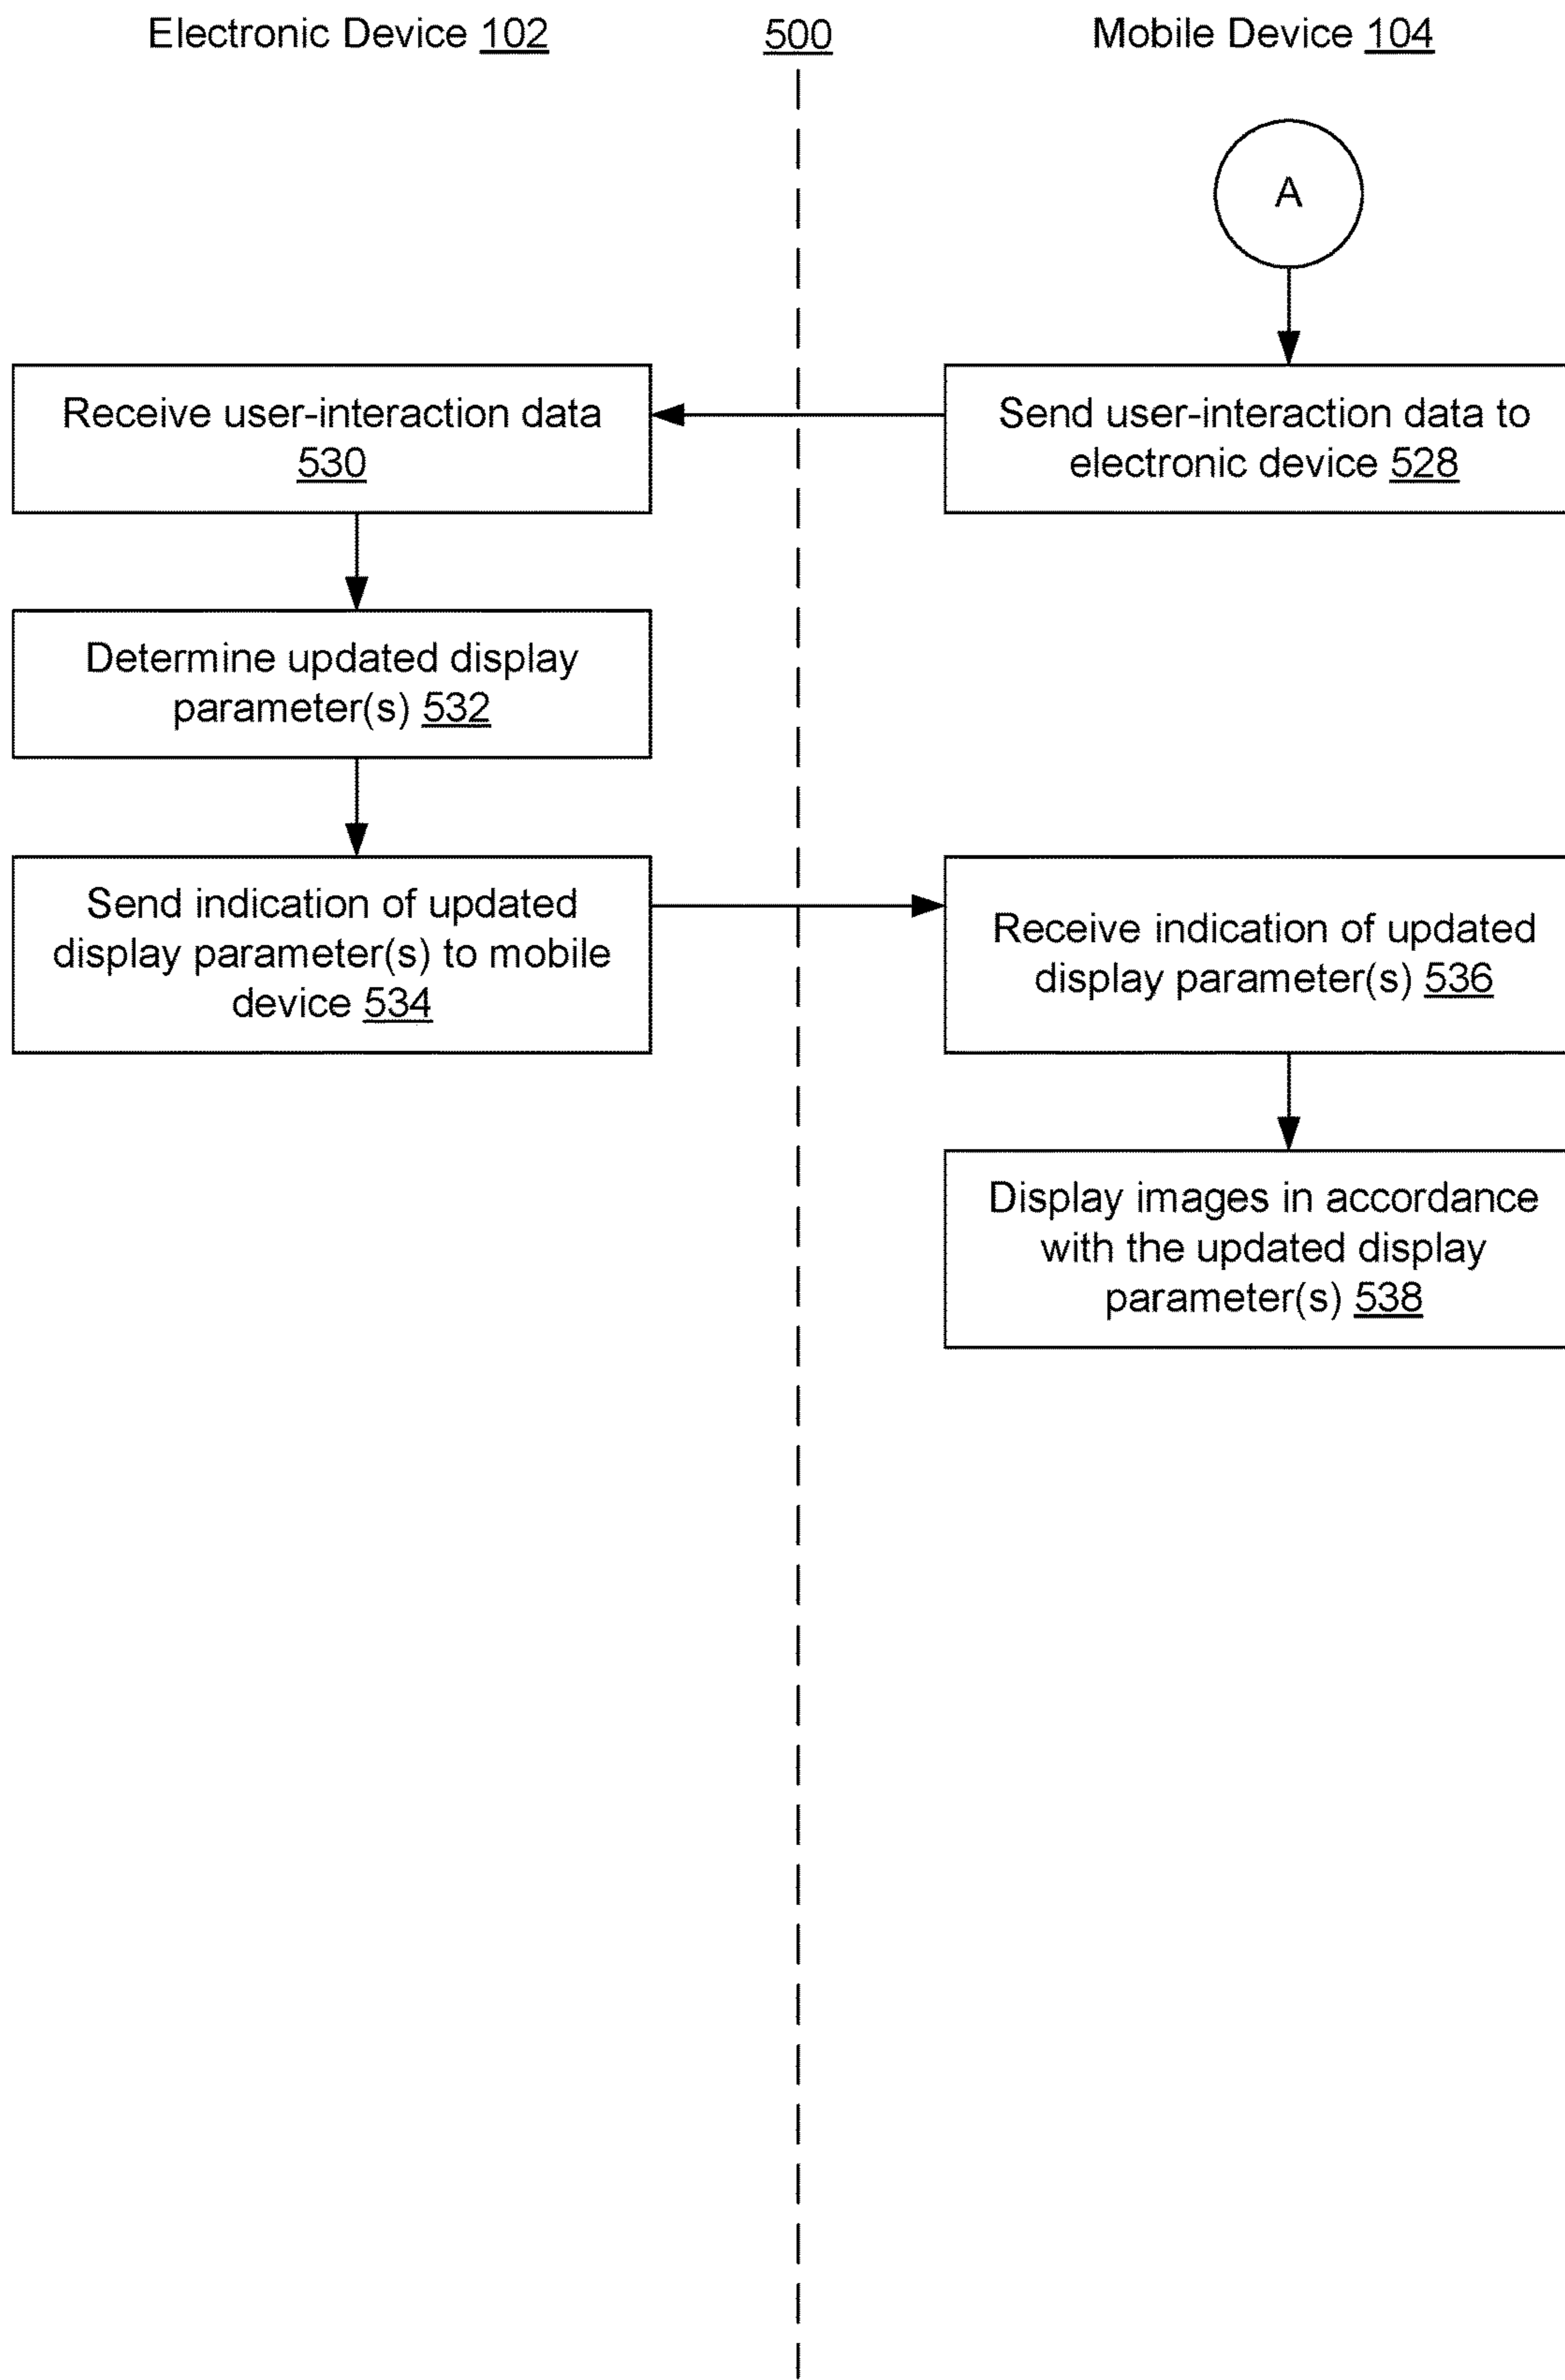 Electronic Device 102
500
Mobile Device 104
A
Send user-interaction data to
electronic device 528
Receive user-interaction data
530
Determine updated display
parameter(s) 532
Send indication of updated
display parameter(s) to mobile
device 534
Receive indication of updated
display parameter(s) 536
Display images in accordance
with the updated display
parameter(s) 538